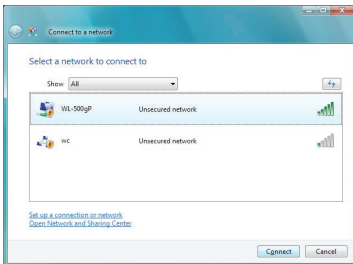 Connect to a network
Select a network to connect to
Show All
WL-500gP Unsecured network
wc Unsecured network
Set up a connection or network
Open Network and Sharing Center
Connect Cancel